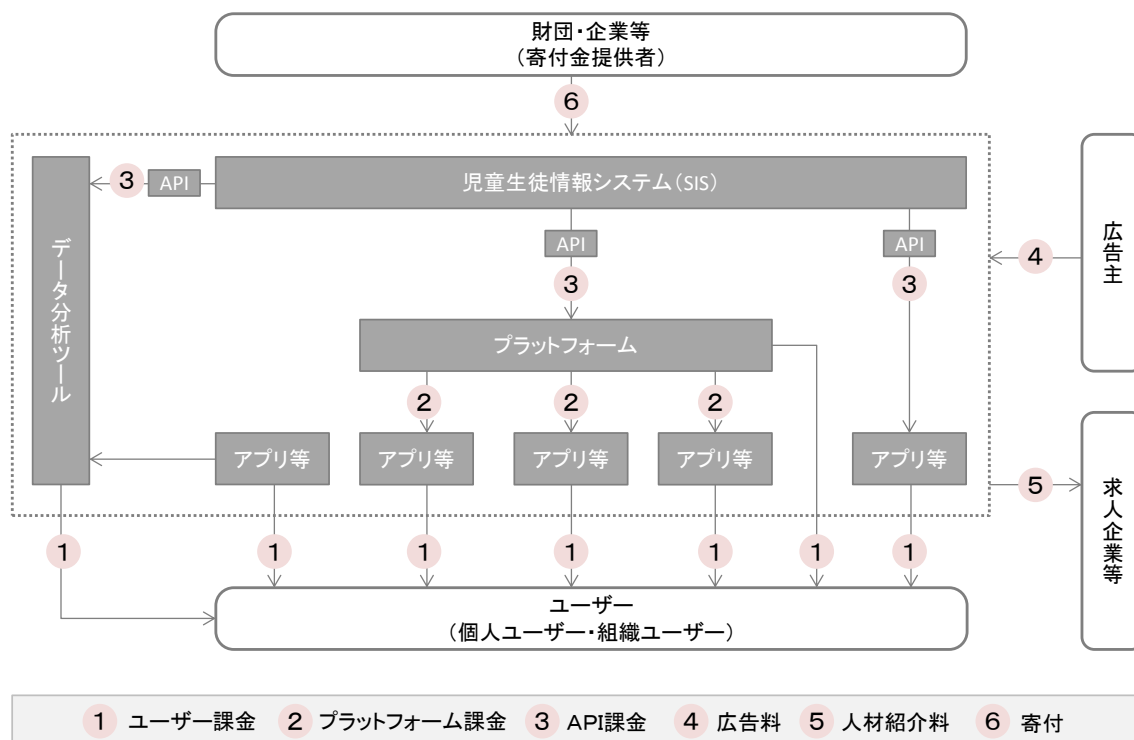 財団・企業等
（寄付金提供者）
6
3 API
児童生徒情報システム（SIS）
API
API
3
3
4
広告主
データ分析ツール
プラットフォーム
2
2
2
アプリ等
アプリ等
アプリ等
アプリ等
アプリ等
5
求人企業等
1
1
1
1
1
1
1
ユーザー
（個人ユーザー・組織ユーザー）
1 ユーザー課金 2 プラットフォーム課金 3 API課金 4 広告料 5 人材紹介料 6 寄付